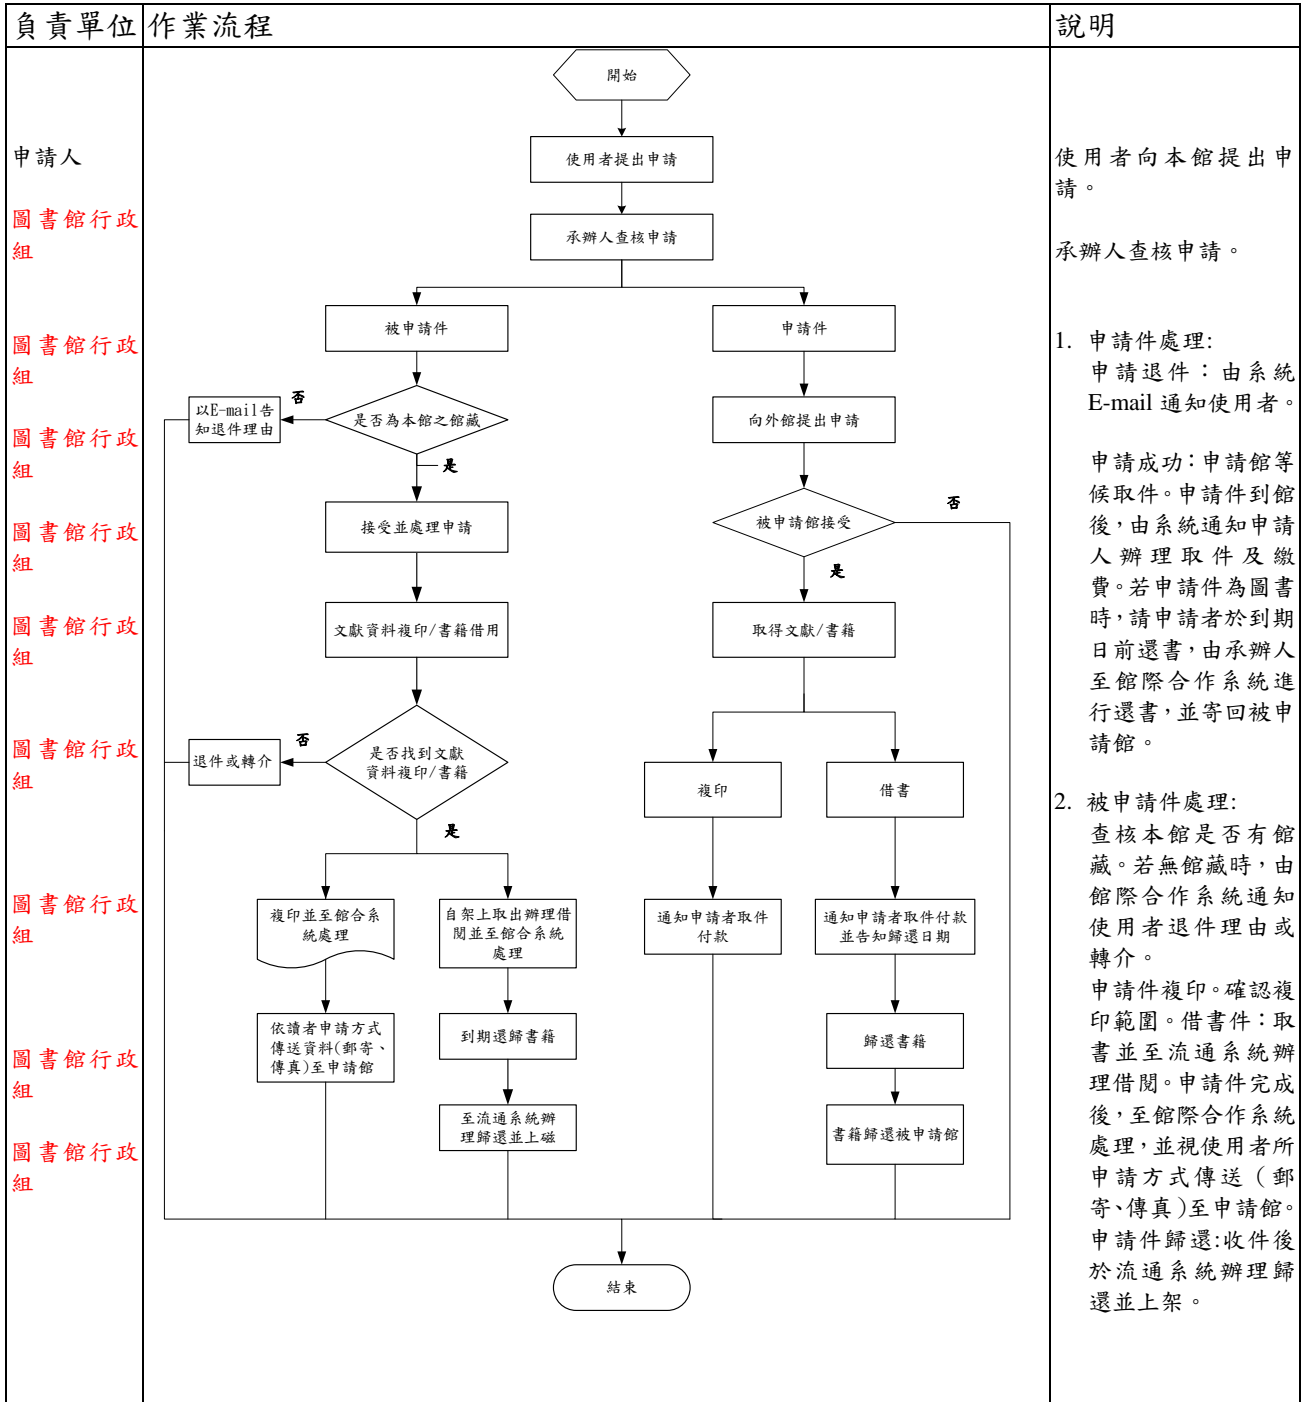 負責單位
作業流程
說明
申請人
圖書館行政
組
圖書館行政
組
圖書館行政
組
圖書館行政
組
圖書館行政
組
圖書館行政
組
圖書館行政
組
圖書館行政
組
圖書館行政
組
開始
使用者提出申請
承辦人查核申請
被申請件
申請件
以E-mail告
知退件理由
否
是否為本館之館藏
是
向外館提出申請
接受並處理申請
被申請館接受
否
是
文獻資料複印/書籍借用
取得文獻/書籍
退件或轉介
否
是否找到文獻
資料複印/書籍
是
複印
借書
複印並至館合系
統處理
自架上取出辦理借
閱並至館合系統
處理
通知申請者取件
付款
通知申請者取件付款
並告知歸還日期
依讀者申請方式
傳送資料(郵寄、
傳真)至申請館
到期還歸書籍
歸還書籍
至流通系統辦
理歸還並上磁
書籍歸還被申請館
結束
使用者向本館提出申
請。
承辦人查核申請。
1. 申請件處理:
申請退件：由系統
E-mail 通知使用者。
申請成功：申請館等
候取件。申請件到館
後，由系統通知申請
人辦理取件及繳
費。若申請件為圖書
時，請申請者於到期
日前還書，由承辦人
至館際合作系統進
行還書，並寄回被申
請館。
2. 被申請件處理:
查核本館是否有館
藏。若無館藏時，由
館際合作系統通知
使用者退件理由或
轉介。
申請件複印。確認複
印範圍。借書件：取
書並至流通系統辦
理借閱。申請件完成
後，至館際合作系統
處理，並視使用者所
申請方式傳送（郵
寄、傳真）至申請館。
申請件歸還:收件後
於流通系統辦理歸
還並上架。